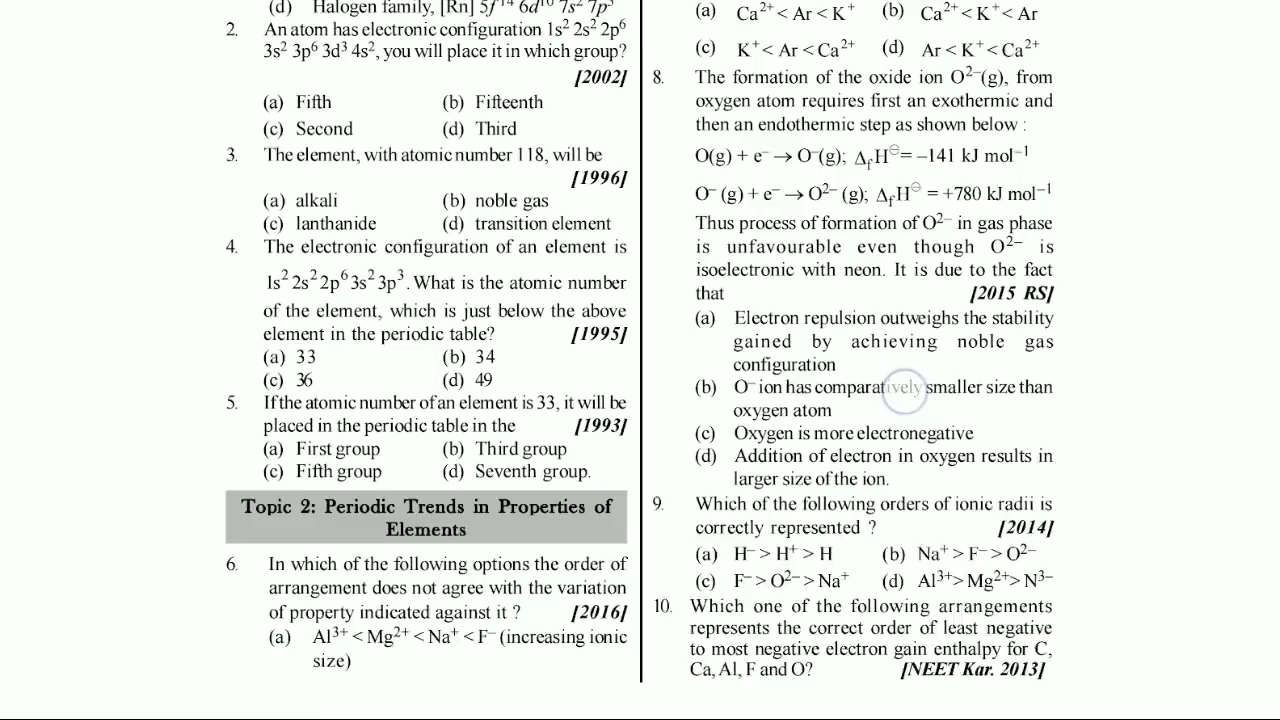 (d) Halogen family, [Rn] 5f¹⁴ 6d¹⁰ 7s² 7p⁵
2. An atom has electronic configuration 1s² 2s² 2p⁶
3s² 3p⁶ 3d³ 4s², you will place it in which group?
[2002]
(a) Fifth (b) Fifteenth
(c) Second (d) Third
3. The element, with atomic number 118, will be
[1996]
(a) alkali (b) noble gas
(c) lanthanide (d) transition element
4. The electronic configuration of an element is
1s² 2s² 2p⁶ 3s² 3p³. What is the atomic number
of the element, which is just below the above
element in the periodic table? [1995]
(a) 33 (b) 34
(c) 36 (d) 49
5. If the atomic number of an element is 33, it will be
placed in the periodic table in the [1993]
(a) First group (b) Third group
(c) Fifth group (d) Seventh group.
Topic 2: Periodic Trends in Properties of
Elements
6. In which of the following options the order of
arrangement does not agree with the variation
of property indicated against it ? [2016]
(a) Al³⁺ < Mg²⁺ < Na⁺ < F⁻ (increasing ionic
size)
(a) Ca²⁺ < Ar < K⁺ (b) Ca²⁺ < K⁺ < Ar
(c) K⁺ < Ar < Ca²⁺ (d) Ar < K⁺ < Ca²⁺
8. The formation of the oxide ion O²⁻(g), from
oxygen atom requires first an exothermic and
then an endothermic step as shown below :
O(g) + e⁻ → O⁻(g); Δ_fH^⊖ = –141 kJ mol⁻¹
O⁻ (g) + e⁻ → O²⁻ (g); Δ_fH^⊖ = +780 kJ mol⁻¹
Thus process of formation of O²⁻ in gas phase
is unfavourable even though O²⁻ is
isoelectronic with neon. It is due to the fact
that [2015 RS]
(a) Electron repulsion outweighs the stability
gained by achieving noble gas
configuration
(b) O⁻ ion has comparatively smaller size than
oxygen atom
(c) Oxygen is more electronegative
(d) Addition of electron in oxygen results in
larger size of the ion.
9. Which of the following orders of ionic radii is
correctly represented ? [2014]
(a) H⁻ > H⁺ > H (b) Na⁺ > F⁻ > O²⁻
(c) F⁻ > O²⁻ > Na⁺ (d) Al³⁺> Mg²⁺> N³⁻
10. Which one of the following arrangements
represents the correct order of least negative
to most negative electron gain enthalpy for C,
Ca, Al, F and O? [NEET Kar. 2013]